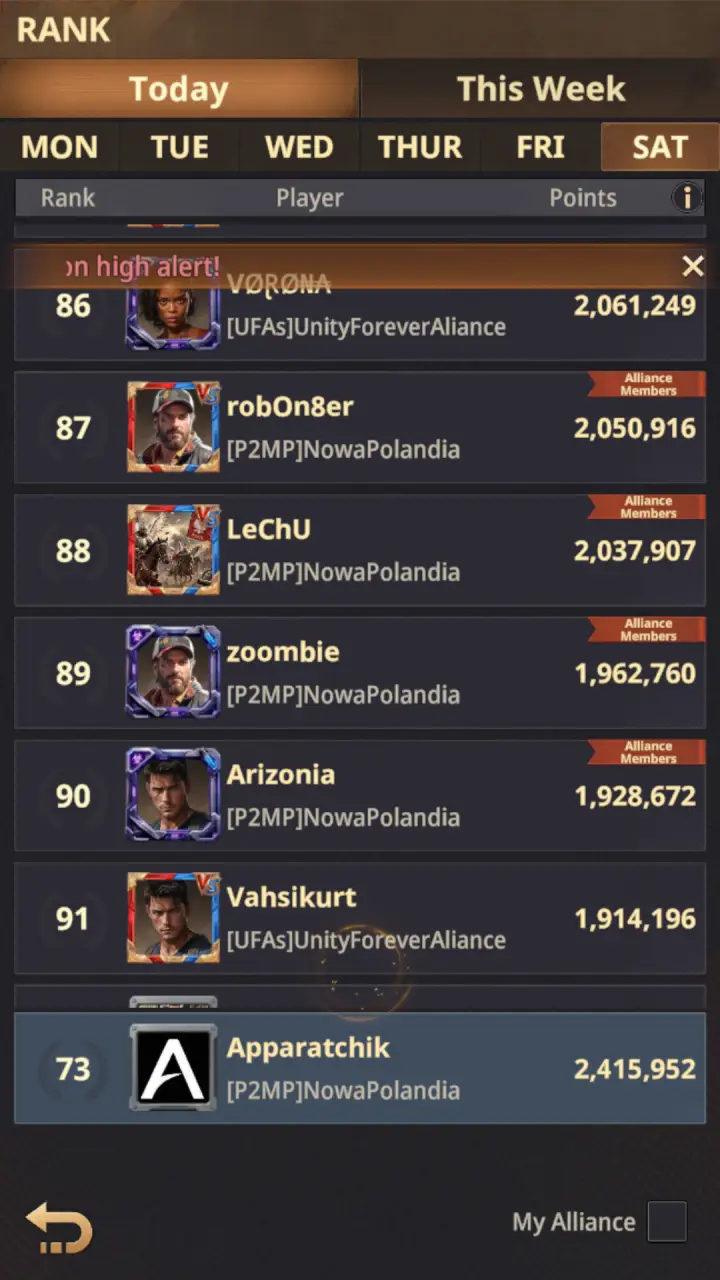 RANK
Today This Week
MON TUE WED THUR FRI SAT
Rank Player Points
on high alert!
86 VØRØNA 2,061,249
[UFAs]UnityForeverAliance
Alliance Members
87 robOn8er 2,050,916
[P2MP]NowaPolandia
Alliance Members
88 LeChU 2,037,907
[P2MP]NowaPolandia
Alliance Members
89 zoombie 1,962,760
[P2MP]NowaPolandia
Alliance Members
90 Arizonia 1,928,672
[P2MP]NowaPolandia
91 Vahsikurt 1,914,196
[UFAs]UnityForeverAliance
73 Apparatchik 2,415,952
[P2MP]NowaPolandia
My Alliance